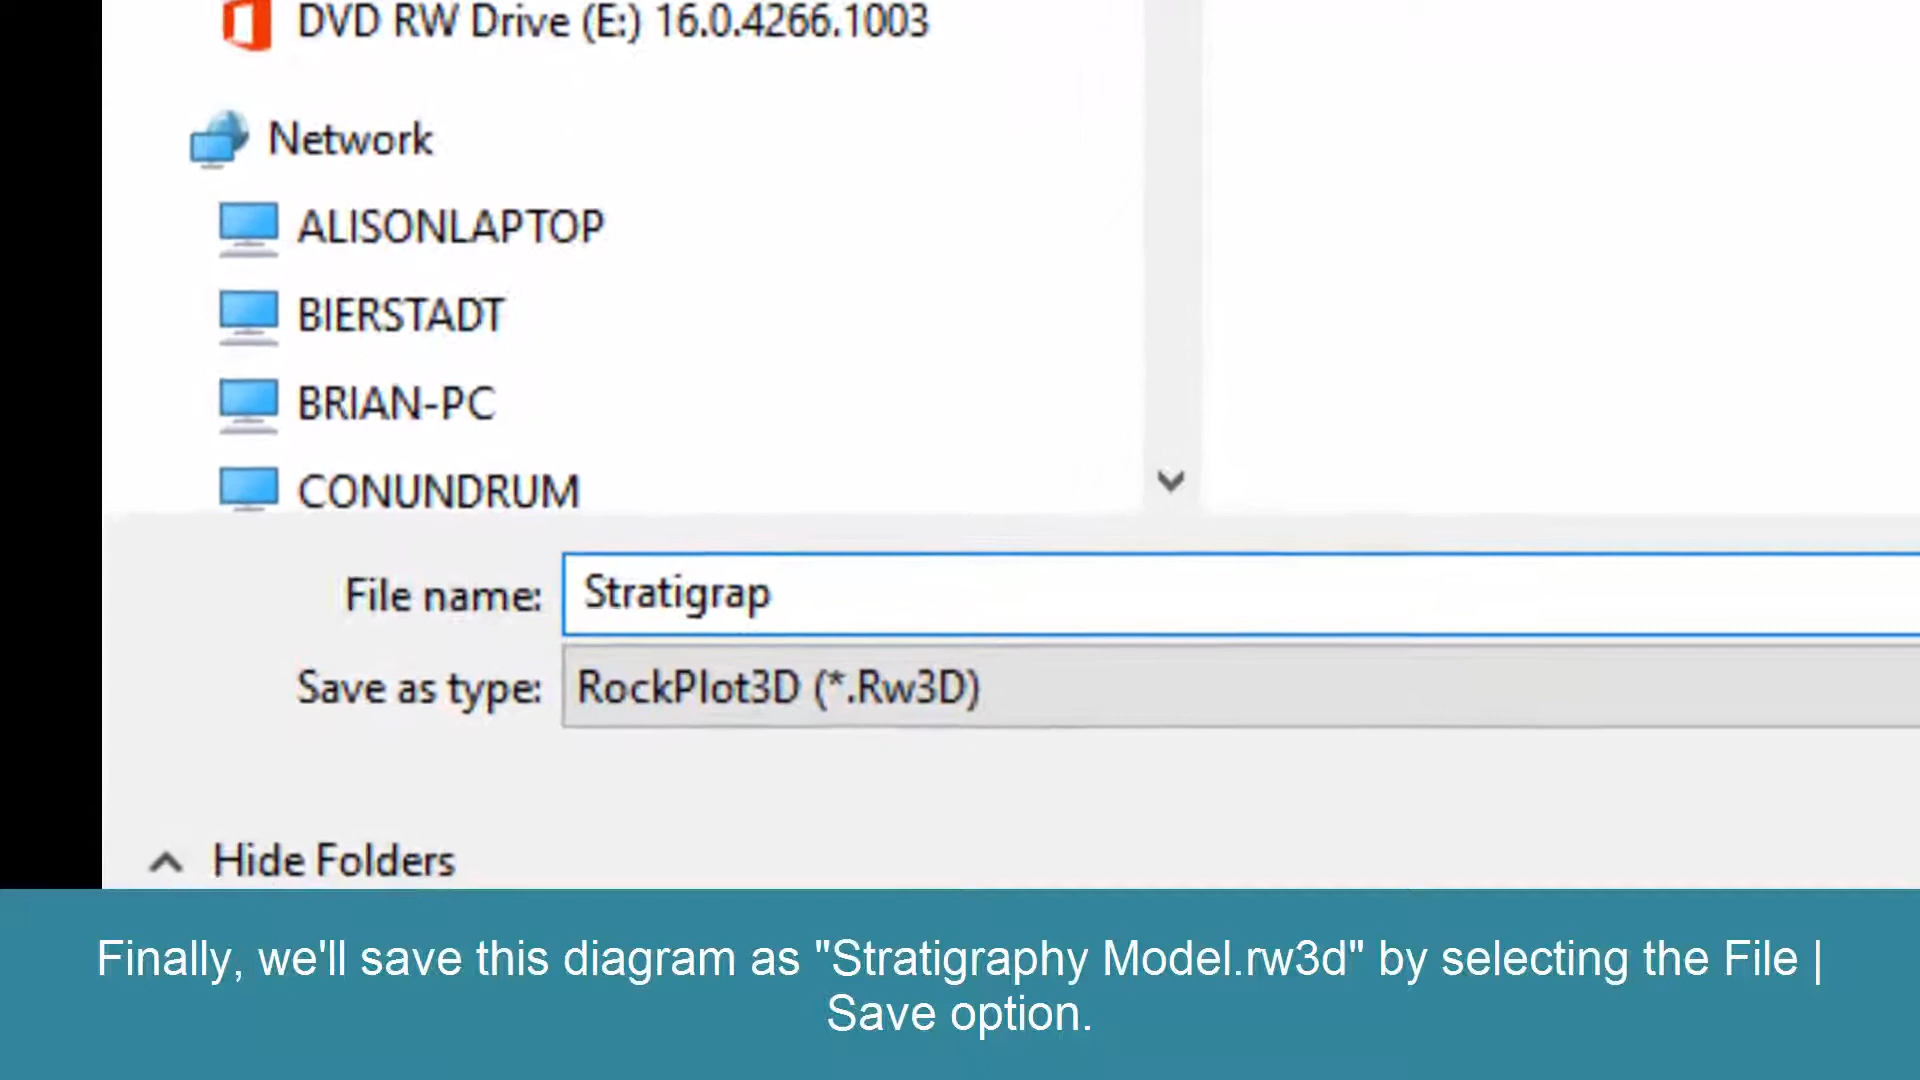 DVD RW Drive (E:) 16.0.4266.1003
Network
ALISONLAPTOP
BIERSTADT
BRIAN-PC
CONUNDRUM
File name: Stratigrap
Save as type: RockPlot3D (*.Rw3D)
Hide Folders
Finally, we'll save this diagram as "Stratigraphy Model.rw3d" by selecting the File |
Save option.